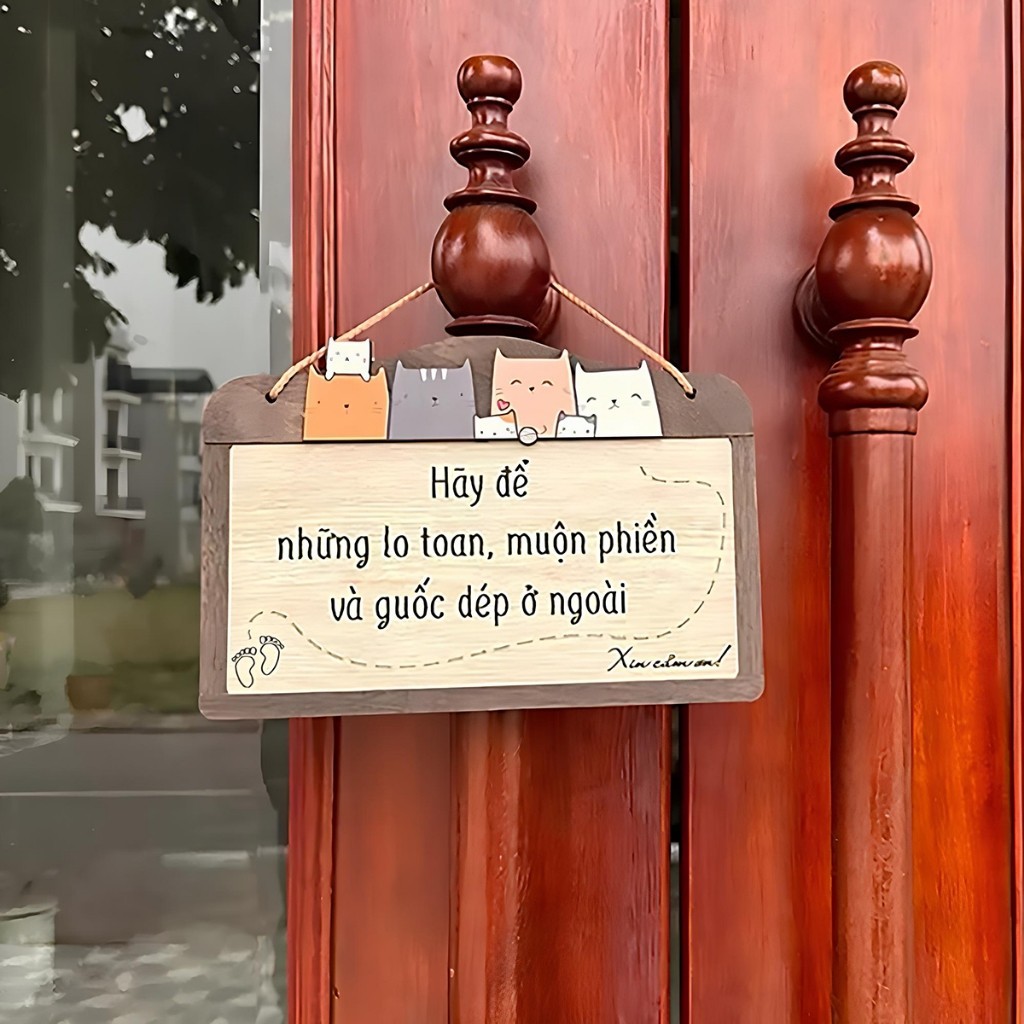 Hãy để
những lo toan, muộn phiền
và guốc dép ở ngoài
Xin cảm ơn!